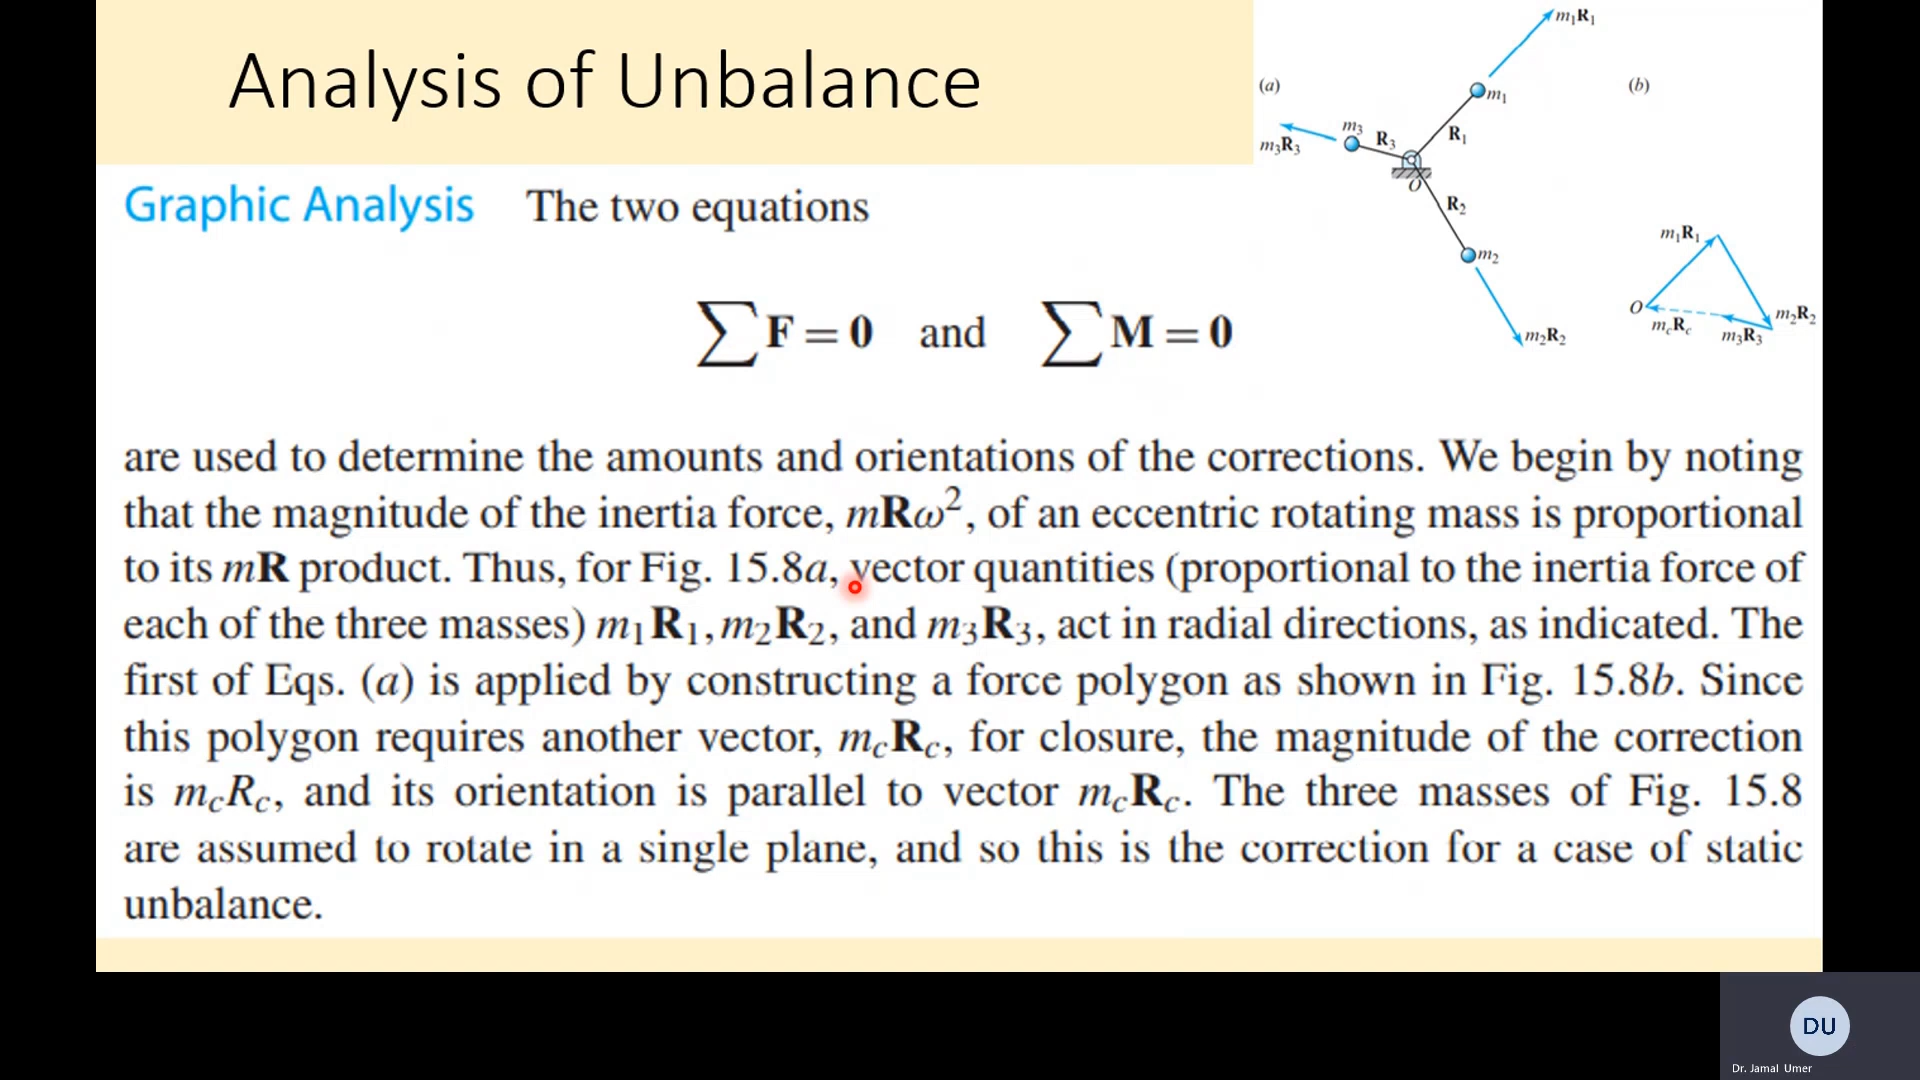 Analysis of Unbalance
(a)
m₁R₁
m₁
R₁
m₃
R₃
m₃R₃
O
R₂
m₂
m₂R₂
(b)
m₁R₁
O
m_cR_c
m₃R₃
m₂R₂
Graphic Analysis The two equations
∑F = 0 and ∑M = 0
are used to determine the amounts and orientations of the corrections. We begin by noting
that the magnitude of the inertia force, mRω², of an eccentric rotating mass is proportional
to its mR product. Thus, for Fig. 15.8a, vector quantities (proportional to the inertia force of
each of the three masses) m₁R₁, m₂R₂, and m₃R₃, act in radial directions, as indicated. The
first of Eqs. (a) is applied by constructing a force polygon as shown in Fig. 15.8b. Since
this polygon requires another vector, m_cR_c, for closure, the magnitude of the correction
is m_cR_c, and its orientation is parallel to vector m_cR_c. The three masses of Fig. 15.8
are assumed to rotate in a single plane, and so this is the correction for a case of static
unbalance.
DU
Dr. Jamal Umer